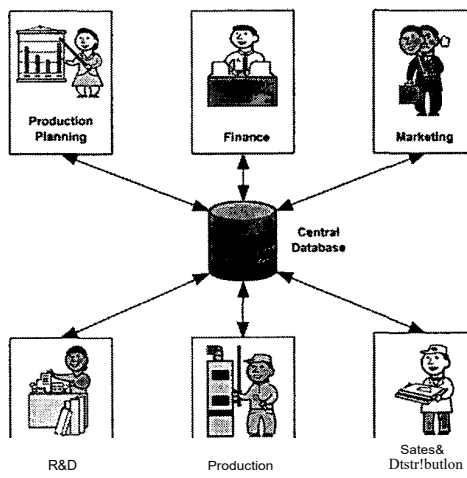 Production
Planning
Finance
Marketing
Central
Database
R&D
Production
Sates&
Dtstr!butlon